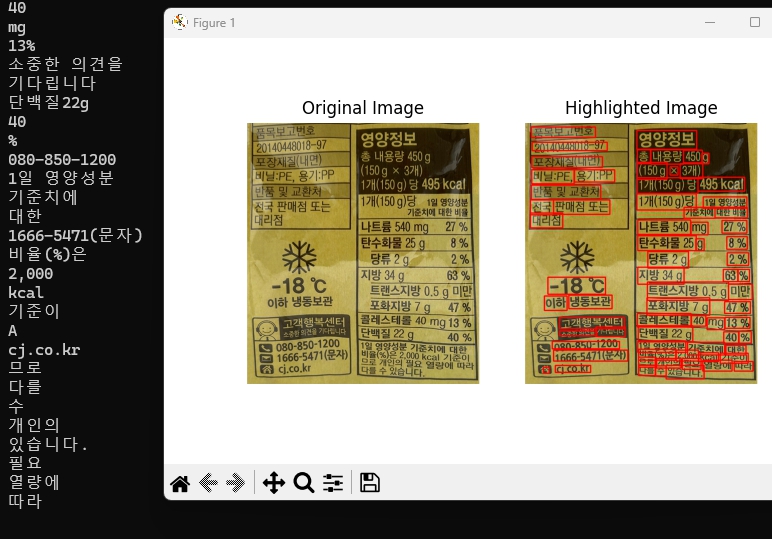 40
mg
13%
소중한 의견을
기다립니다
단백질22g
40
%
080-850-1200
1일 영양성분
기준치에
대한
1666-5471(문자)
비율(%)은
2,000
kcal
기준이
A
cj.co.kr
므로
다를
수
개인의
있습니다.
필요
열량에
따라
Figure 1
Original Image
품목보고번호
20140448018-97
포장재질(내면)
비닐:PE, 용기:PP
반품 및 교환처
전국 판매점 또는
대리점
-18 ℃
이하 냉동보관
고객행복센터
소중한 의견을 기다립니다
080-850-1200
1666-5471(문자)
cj.co.kr
영양정보
총 내용량 450 g
(150 g × 3개)
1개(150 g)당 495 kcal
1개(150 g)당 1일 영양성분
기준치에 대한 비율
나트륨 540 mg 27 %
탄수화물 25 g 8 %
당류 2 g 2 %
지방 34 g 63 %
트랜스지방 0.5 g 미만
포화지방 7 g 47 %
콜레스테롤 40 mg 13 %
단백질 22 g 40 %
1일 영양성분 기준치에 대한
비율(%)은 2,000 kcal 기준이
므로 개인의 필요 열량에 따라
다를 수 있습니다.
Highlighted Image
품목보고번호
20140448018-97
포장재질(내면)
비닐:PE, 용기:PP
반품 및 교환처
전국 판매점 또는
대리점
-18 ℃
이하 냉동보관
고객행복센터
소중한 의견을 기다립니다
080-850-1200
1666-5471(문자)
cj.co.kr
영양정보
총 내용량 450 g
(150 g × 3개)
1개(150 g)당 495 kcal
1개(150 g)당 1일 영양성분
기준치에 대한 비율
나트륨 540 mg 27 %
탄수화물 25 g 8 %
당류 2 g 2 %
지방 34 g 63 %
트랜스지방 0.5 g 미만
포화지방 7 g 47 %
콜레스테롤 40 mg 13 %
단백질 22 g 40 %
1일 영양성분 기준치에 대한
비율(%)은 2,000 kcal 기준이
므로 개인의 필요 열량에 따라
다를 수 있습니다.